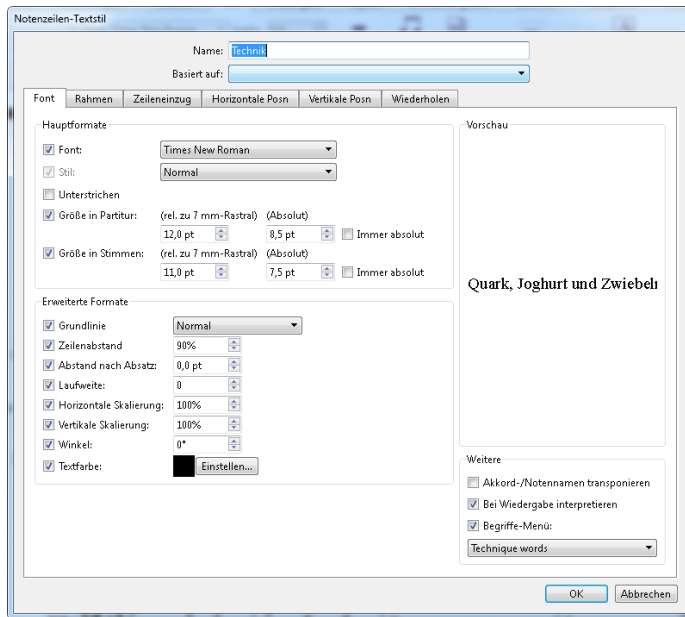 Notenzeilen-Textstil
Name: Technik
Basiert auf:
Font Rahmen Zeileneinzug Horizontale Posn Vertikale Posn Wiederholen
Hauptformate
Font: Times New Roman
Stil: Normal
Unterstrichen
Größe in Partitur: (rel. zu 7 mm-Rastral) (Absolut)
12,0 pt 8,5 pt Immer absolut
Größe in Stimmen: (rel. zu 7 mm-Rastral) (Absolut)
11,0 pt 7,5 pt Immer absolut
Erweiterte Formate
Grundlinie Normal
Zeilenabstand 90%
Abstand nach Absatz: 0,0 pt
Laufweite: 0
Horizontale Skalierung: 100%
Vertikale Skalierung: 100%
Winkel: 0°
Textfarbe: Einstellen...
Vorschau
Quark, Joghurt und Zwiebeln
Weitere
Akkord-/Notennamen transponieren
Bei Wiedergabe interpretieren
Begriffe-Menü:
Technique words
OK Abbrechen